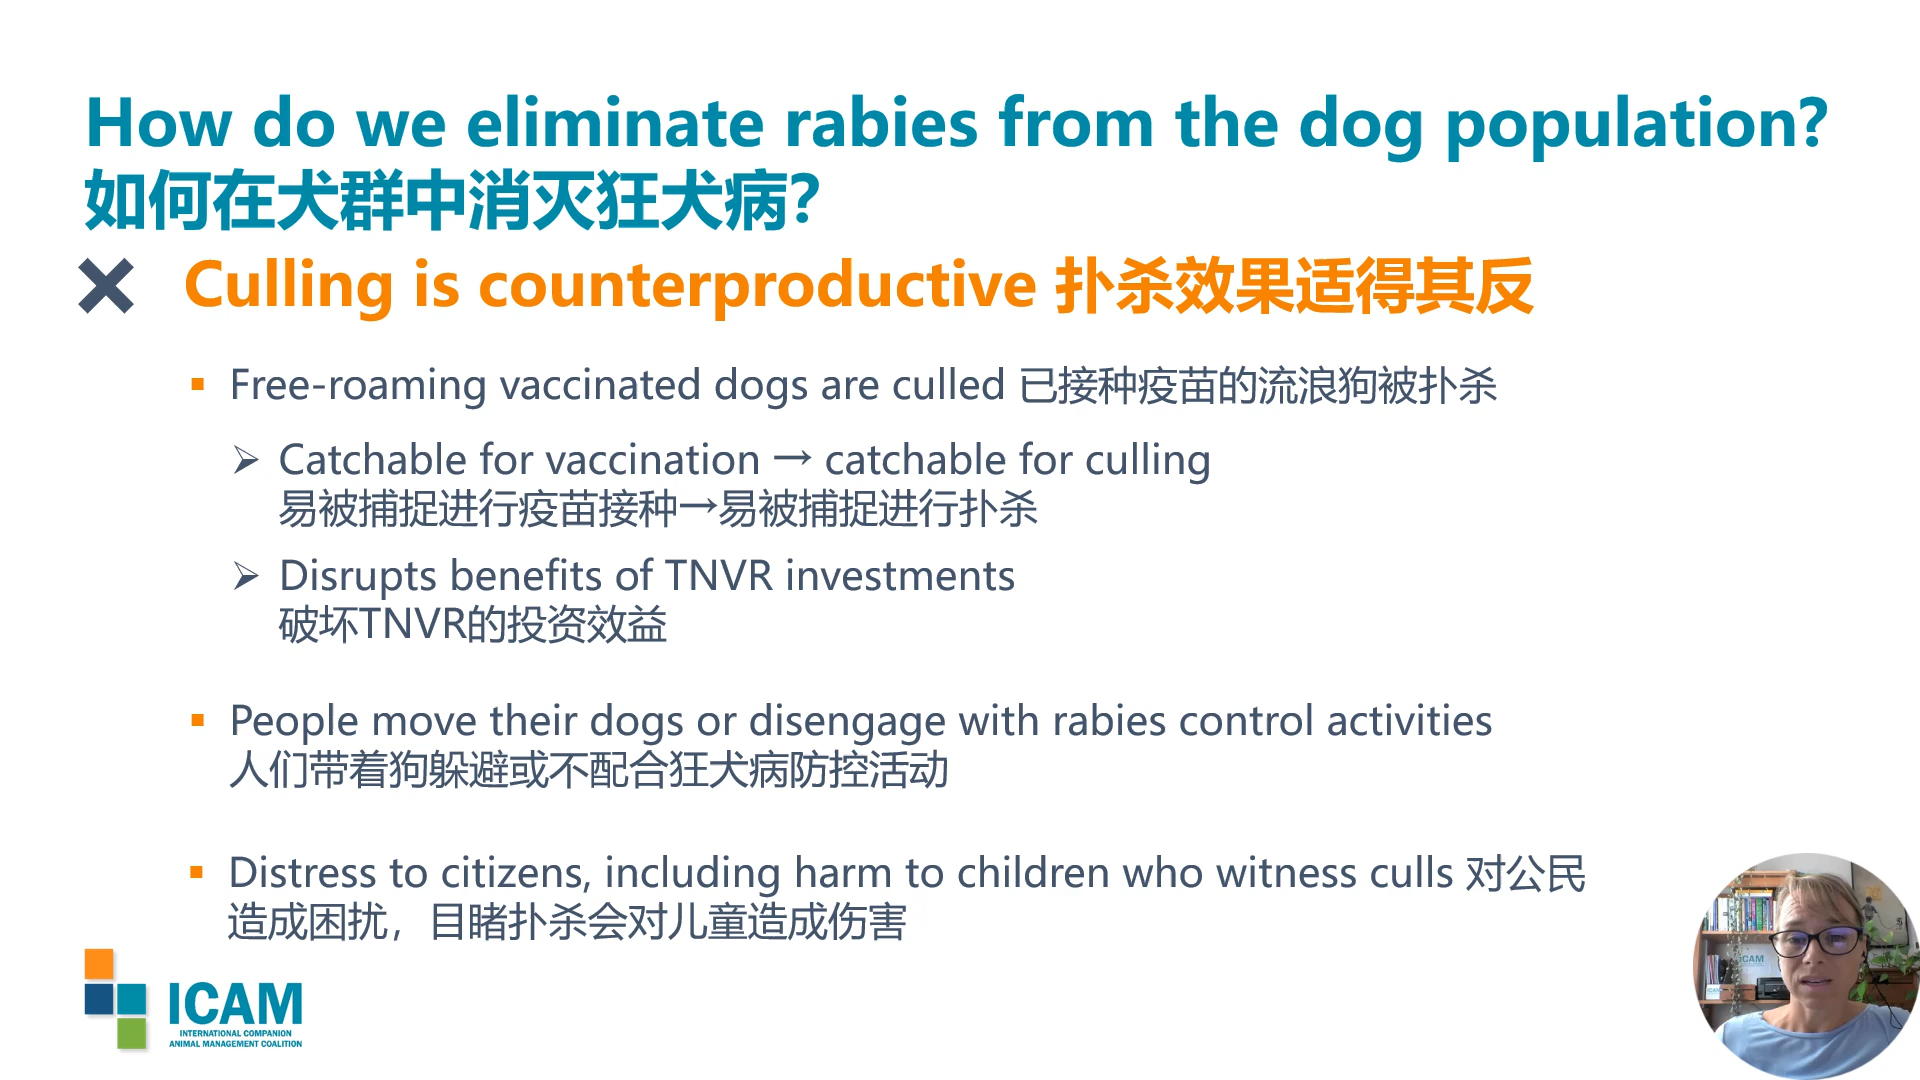 How do we eliminate rabies from the dog population?
如何在犬群中消灭狂犬病？
Culling is counterproductive 扑杀效果适得其反
Free-roaming vaccinated dogs are culled 已接种疫苗的流浪狗被扑杀
Catchable for vaccination → catchable for culling
易被捕捉进行疫苗接种→易被捕捉进行扑杀
Disrupts benefits of TNVR investments
破坏TNVR的投资效益
People move their dogs or disengage with rabies control activities
人们带着狗躲避或不配合狂犬病防控活动
Distress to citizens, including harm to children who witness culls 对公民
造成困扰，目睹扑杀会对儿童造成伤害
ICAM
INTERNATIONAL COMPANION
ANIMAL MANAGEMENT COALITION
ICAM